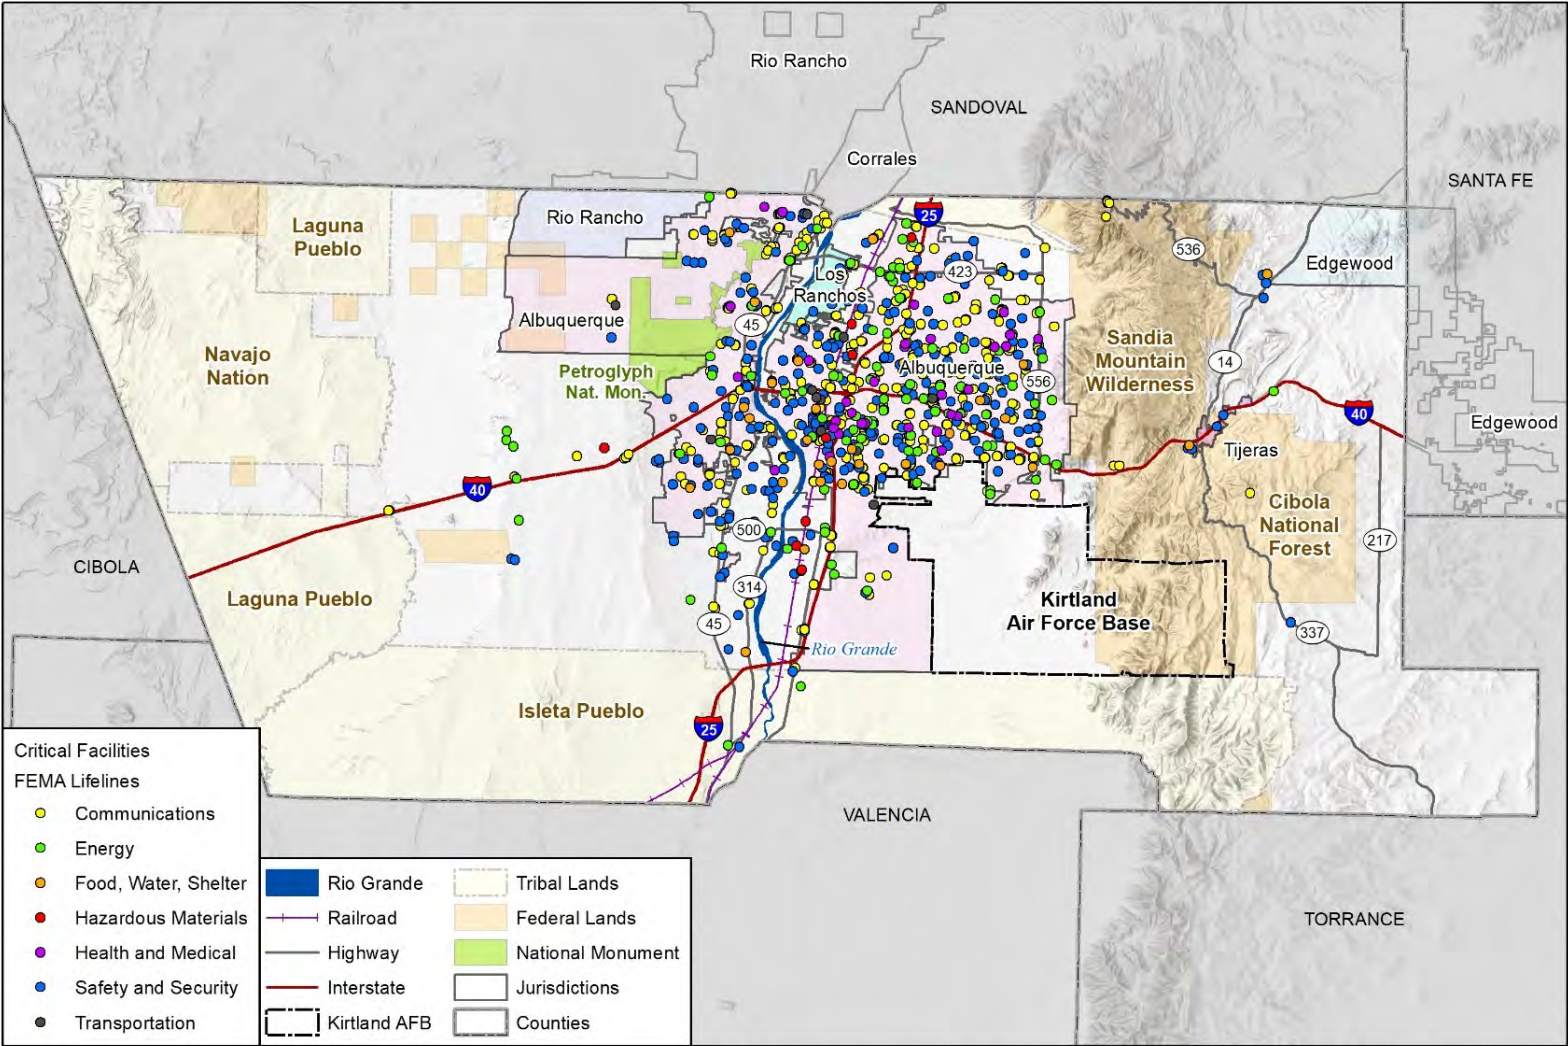 Rio Rancho
SANDOVAL
Corrales
SANTA FE
Rio Rancho
25
Laguna
Pueblo
536
Edgewood
423
Los
Ranchos
Albuquerque
45
Navajo
Nation
Petroglyph
Nat. Mon.
Albuquerque
556
Sandia
Mountain
Wilderness
14
40
Edgewood
Tijeras
40
Cibola
National
Forest
500
217
CIBOLA
314
Laguna Pueblo
45
Kirtland
Air Force Base
337
Rio Grande
Isleta Pueblo
25
VALENCIA
TORRANCE
Critical Facilities
FEMA Lifelines
Communications
Energy
Food, Water, Shelter
Hazardous Materials
Health and Medical
Safety and Security
Transportation
Rio Grande
Railroad
Highway
Interstate
Kirtland AFB
Tribal Lands
Federal Lands
National Monument
Jurisdictions
Counties